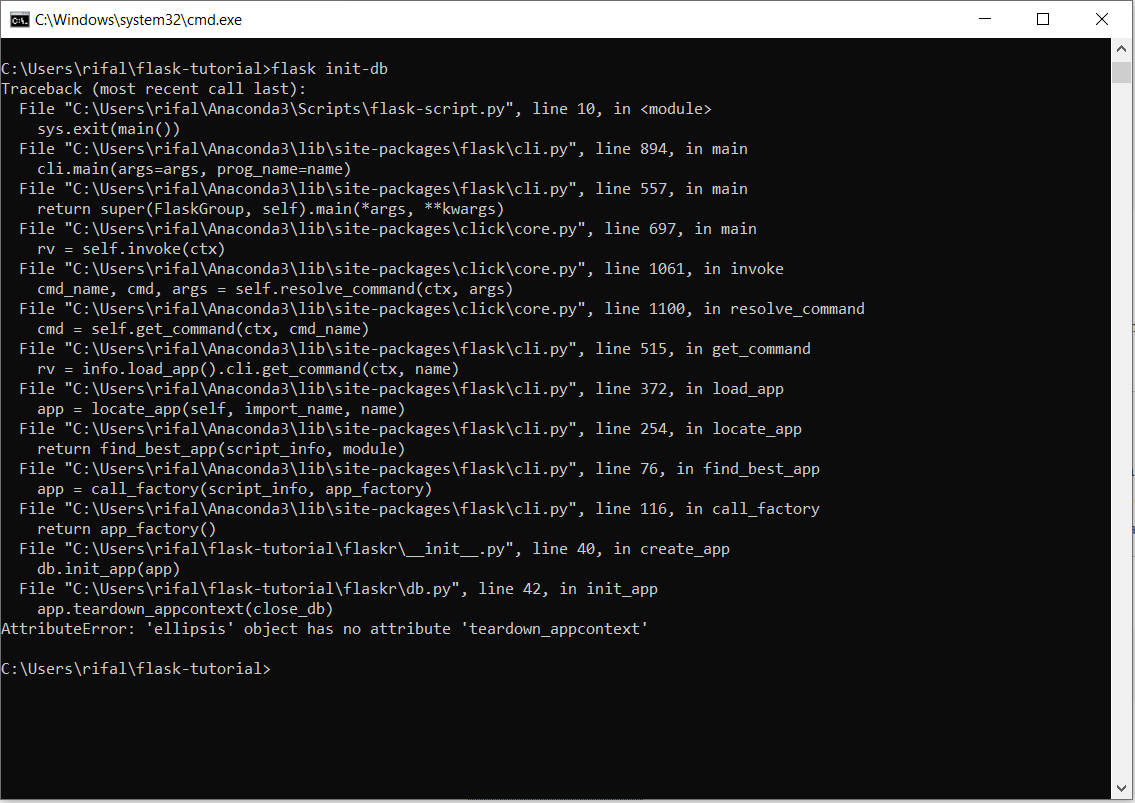 C:\Windows\system32\cmd.exe
C:\Users\rifal\flask-tutorial>flask init-db
Traceback (most recent call last):
  File "C:\Users\rifal\Anaconda3\Scripts\flask-script.py", line 10, in <module>
    sys.exit(main())
  File "C:\Users\rifal\Anaconda3\lib\site-packages\flask\cli.py", line 894, in main
    cli.main(args=args, prog_name=name)
  File "C:\Users\rifal\Anaconda3\lib\site-packages\flask\cli.py", line 557, in main
    return super(FlaskGroup, self).main(*args, **kwargs)
  File "C:\Users\rifal\Anaconda3\lib\site-packages\click\core.py", line 697, in main
    rv = self.invoke(ctx)
  File "C:\Users\rifal\Anaconda3\lib\site-packages\click\core.py", line 1061, in invoke
    cmd_name, cmd, args = self.resolve_command(ctx, args)
  File "C:\Users\rifal\Anaconda3\lib\site-packages\click\core.py", line 1100, in resolve_command
    cmd = self.get_command(ctx, cmd_name)
  File "C:\Users\rifal\Anaconda3\lib\site-packages\flask\cli.py", line 515, in get_command
    rv = info.load_app().cli.get_command(ctx, name)
  File "C:\Users\rifal\Anaconda3\lib\site-packages\flask\cli.py", line 372, in load_app
    app = locate_app(self, import_name, name)
  File "C:\Users\rifal\Anaconda3\lib\site-packages\flask\cli.py", line 254, in locate_app
    return find_best_app(script_info, module)
  File "C:\Users\rifal\Anaconda3\lib\site-packages\flask\cli.py", line 76, in find_best_app
    app = call_factory(script_info, app_factory)
  File "C:\Users\rifal\Anaconda3\lib\site-packages\flask\cli.py", line 116, in call_factory
    return app_factory()
  File "C:\Users\rifal\flask-tutorial\flaskr\__init__.py", line 40, in create_app
    db.init_app(app)
  File "C:\Users\rifal\flask-tutorial\flaskr\db.py", line 42, in init_app
    app.teardown_appcontext(close_db)
AttributeError: 'ellipsis' object has no attribute 'teardown_appcontext'
C:\Users\rifal\flask-tutorial>